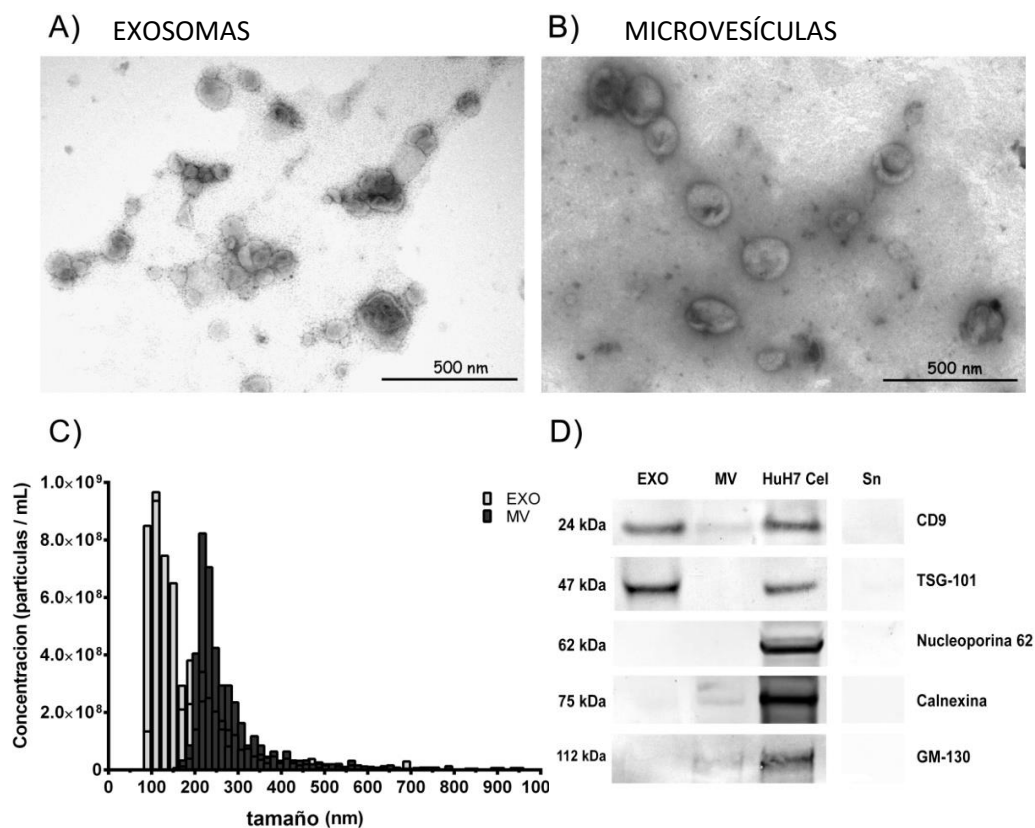 A) EXOSOMAS
B) MICROVESÍCULAS
500 nm
500 nm
C)
Concentracion (particulas / mL)
1.0×10⁹
8.0×10⁸
6.0×10⁸
4.0×10⁸
2.0×10⁸
0
0 100 200 300 400 500 600 700 800 900 1000
tamaño (nm)
EXO
MV
D)
EXO MV HuH7 Cel Sn
24 kDa CD9
47 kDa TSG-101
62 kDa Nucleoporina 62
75 kDa Calnexina
112 kDa GM-130